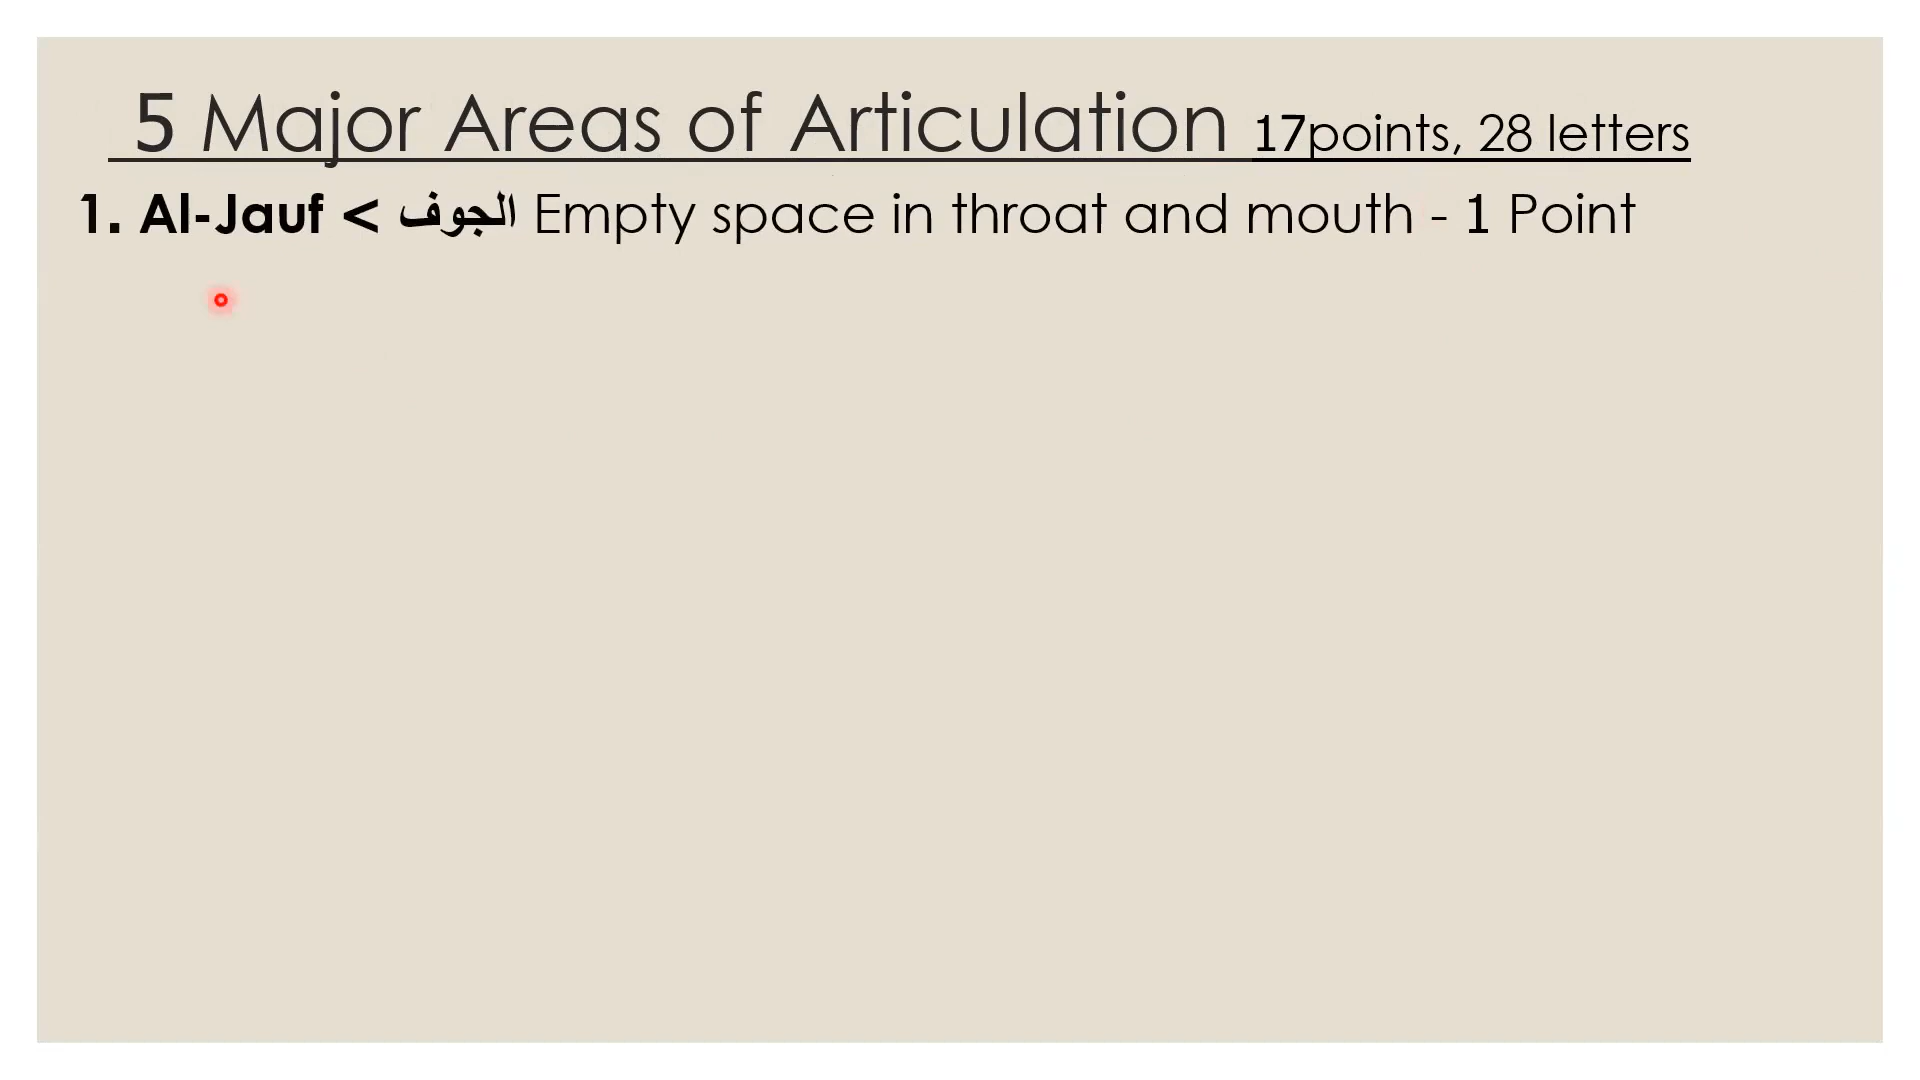 5 Major Areas of Articulation 17points, 28 letters
1. Al-Jauf < الجوف Empty space in throat and mouth - 1 Point